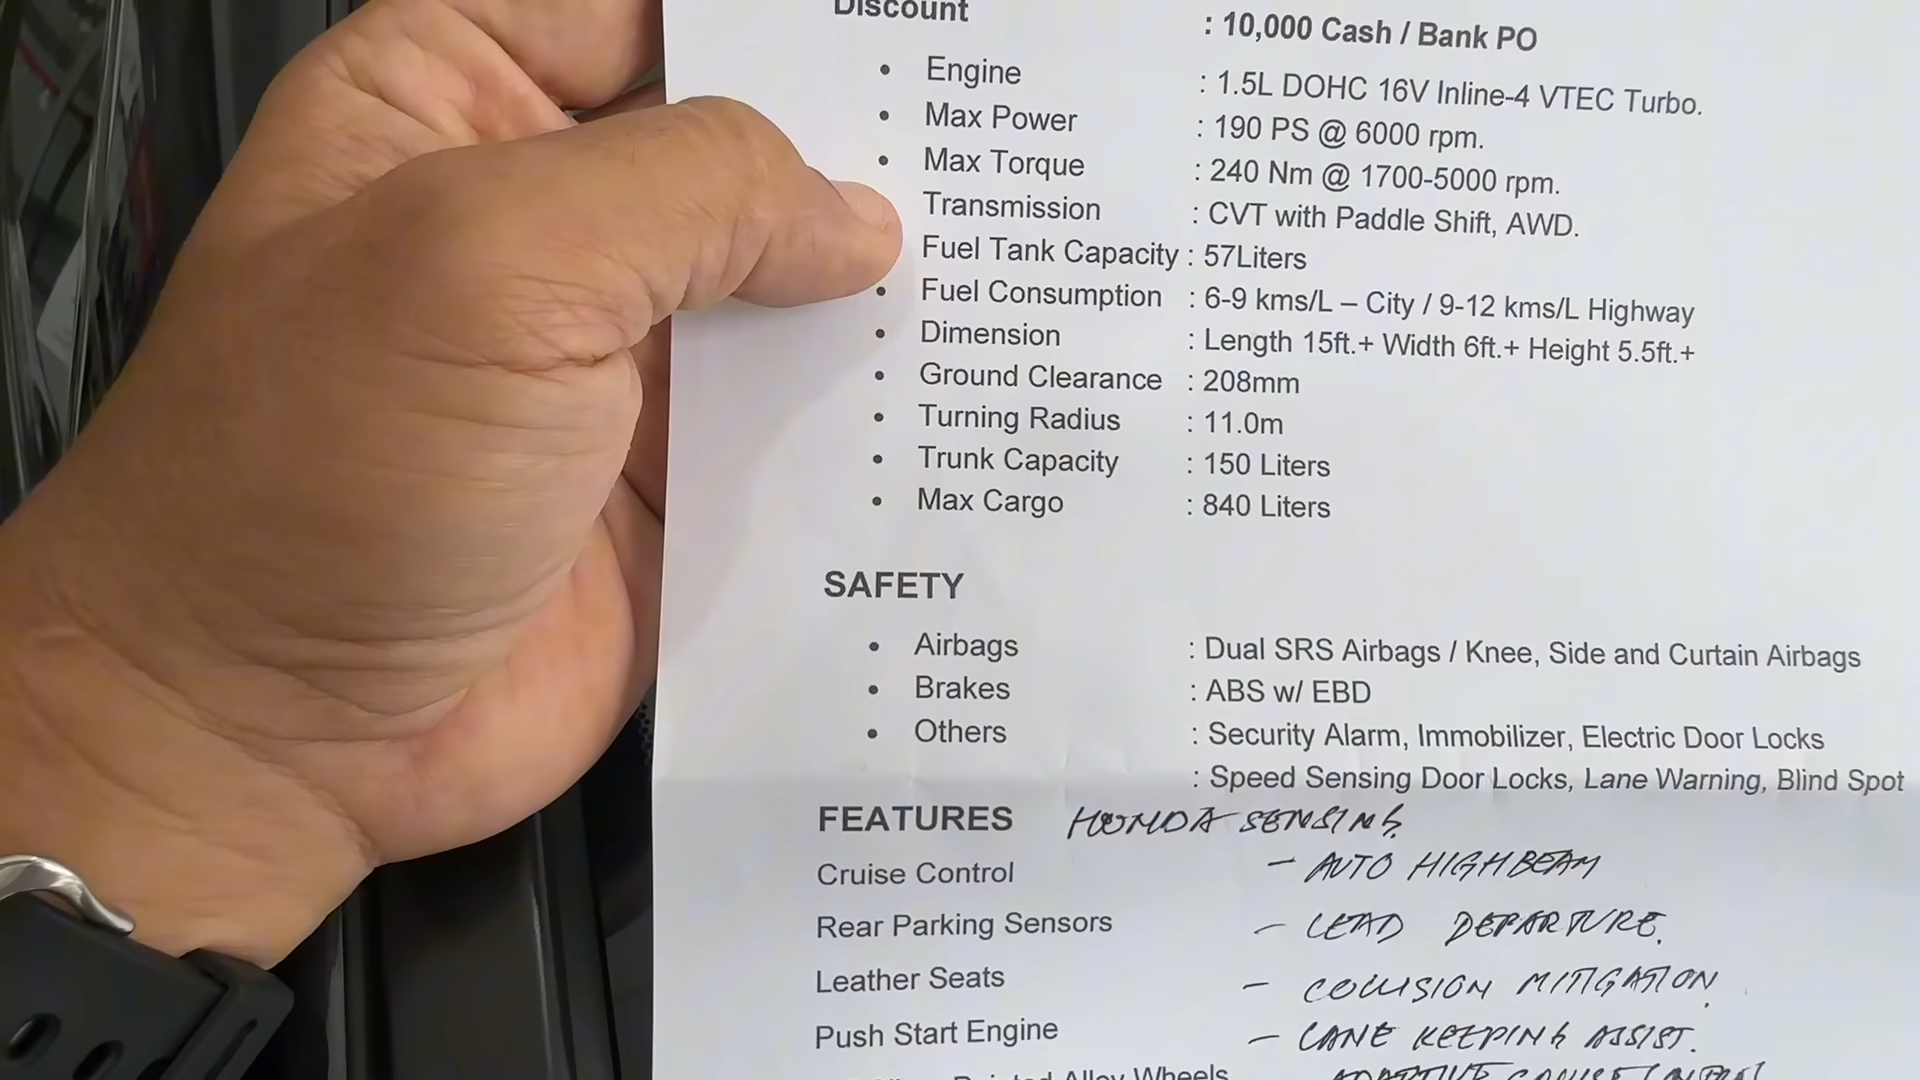 Discount : 10,000 Cash / Bank PO
• Engine : 1.5L DOHC 16V Inline-4 VTEC Turbo.
• Max Power : 190 PS @ 6000 rpm.
• Max Torque : 240 Nm @ 1700-5000 rpm.
Transmission : CVT with Paddle Shift, AWD.
Fuel Tank Capacity : 57Liters
• Fuel Consumption : 6-9 kms/L – City / 9-12 kms/L Highway
• Dimension : Length 15ft.+ Width 6ft.+ Height 5.5ft.+
• Ground Clearance : 208mm
• Turning Radius : 11.0m
• Trunk Capacity : 150 Liters
• Max Cargo : 840 Liters
SAFETY
• Airbags : Dual SRS Airbags / Knee, Side and Curtain Airbags
• Brakes : ABS w/ EBD
• Others : Security Alarm, Immobilizer, Electric Door Locks
: Speed Sensing Door Locks, Lane Warning, Blind Spot
FEATURES HONDA SENSING
Cruise Control - AUTO HIGHBEAM
Rear Parking Sensors - LEAD DEPARTURE.
Leather Seats - COLLISION MITIGATION
Push Start Engine - LANE KEEPING ASSIST.
Alloy Wheels ADAPTIVE CRUISE CONTROL